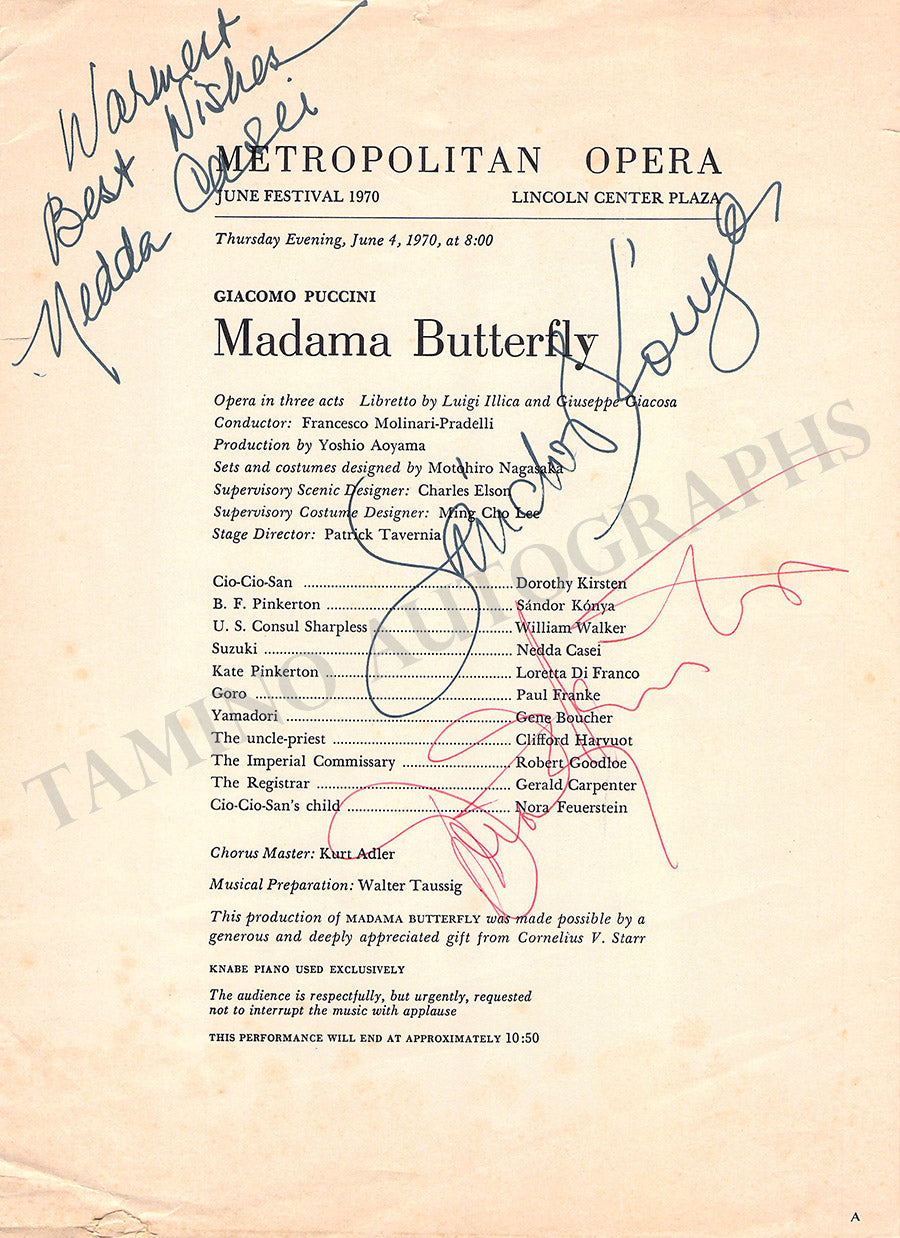 Warmest
Best Wishes
Nedda Casei
METROPOLITAN OPERA
JUNE FESTIVAL 1970 LINCOLN CENTER PLAZA
Thursday Evening, June 4, 1970, at 8:00
GIACOMO PUCCINI
Madama Butterfly
Sándor Kónya
Opera in three acts Libretto by Luigi Illica and Giuseppe Giacosa
Conductor: Francesco Molinari-Pradelli
Production by Yoshio Aoyama
Sets and costumes designed by Motohiro Nagasaka
Supervisory Scenic Designer: Charles Elson
Supervisory Costume Designer: Ming Cho Lee
Stage Director: Patrick Tavernia
Cio-Cio-San ........ Dorothy Kirsten
B. F. Pinkerton ........ Sándor Kónya
U. S. Consul Sharpless ........ William Walker
Suzuki ........ Nedda Casei
Kate Pinkerton ........ Loretta Di Franco
Goro ........ Paul Franke
Yamadori ........ Gene Boucher
The uncle-priest ........ Clifford Harvuot
The Imperial Commissary ........ Robert Goodloe
The Registrar ........ Gerald Carpenter
Cio-Cio-San's child ........ Nora Feuerstein
Chorus Master: Kurt Adler
Musical Preparation: Walter Taussig
This production of MADAMA BUTTERFLY was made possible by a
generous and deeply appreciated gift from Cornelius V. Starr
KNABE PIANO USED EXCLUSIVELY
The audience is respectfully, but urgently, requested
not to interrupt the music with applause
THIS PERFORMANCE WILL END AT APPROXIMATELY 10:50
A
TAMINO AUTOGRAPHS